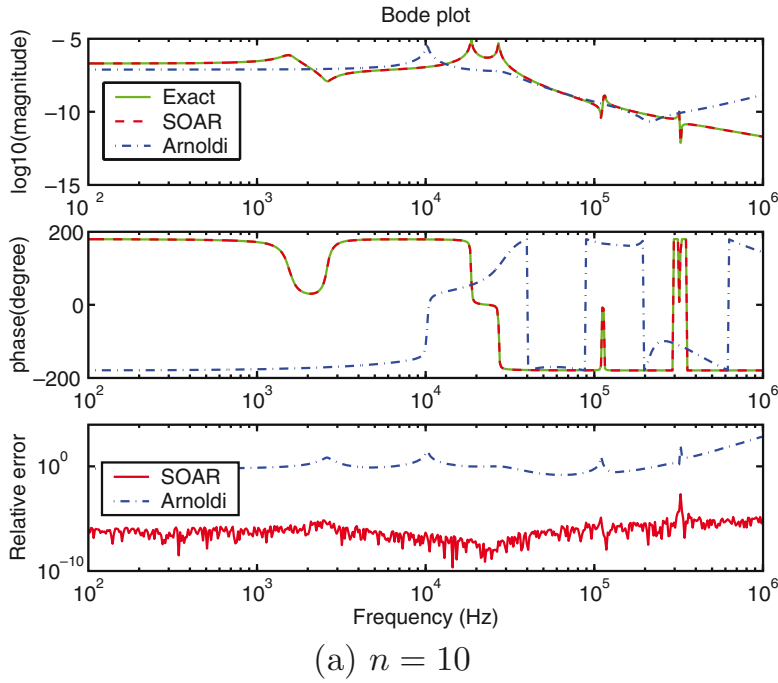 Bode plot
log10(magnitude)
−5
−10
−15
Exact
SOAR
Arnoldi
10 2
10 3
10 4
10 5
10 6
phase(degree)
200
0
−200
10 2
10 3
10 4
10 5
10 6
Relative error
10 0
10 −10
SOAR
Arnoldi
10 2
10 3
10 4
10 5
10 6
Frequency (Hz)
(a) n = 10